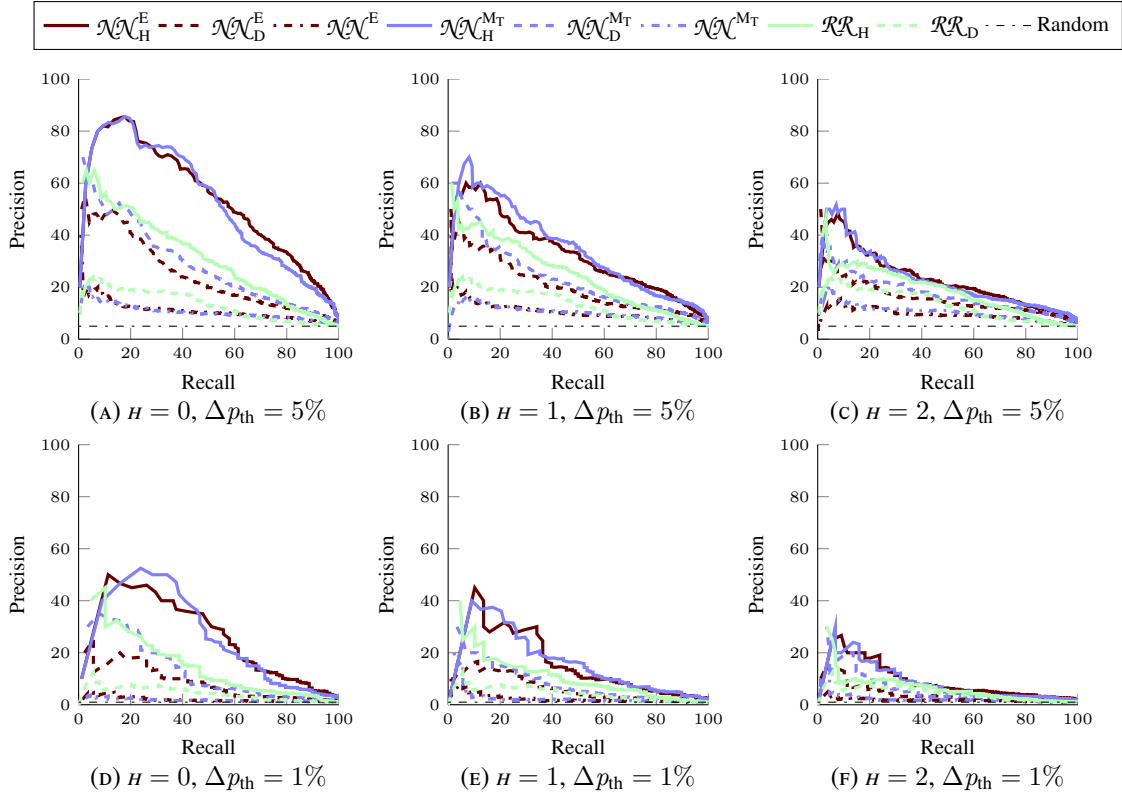 𝒩𝒩_H^E 𝒩𝒩_D^E 𝒩𝒩^E 𝒩𝒩_H^{M_T} 𝒩𝒩_D^{M_T} 𝒩𝒩^{M_T} ℛℛ_H ℛℛ_D Random
100 100 100
80 80 80
60 60 60
40 40 40
20 20 20
0 0 0
0 20 40 60 80 100 0 20 40 60 80 100 0 20 40 60 80 100
Precision Precision Precision
Recall Recall Recall
(A) H = 0, Δp_th = 5% (B) H = 1, Δp_th = 5% (C) H = 2, Δp_th = 5%
100 100 100
80 80 80
60 60 60
40 40 40
20 20 20
0 0 0
0 20 40 60 80 100 0 20 40 60 80 100 0 20 40 60 80 100
Precision Precision Precision
Recall Recall Recall
(D) H = 0, Δp_th = 1% (E) H = 1, Δp_th = 1% (F) H = 2, Δp_th = 1%